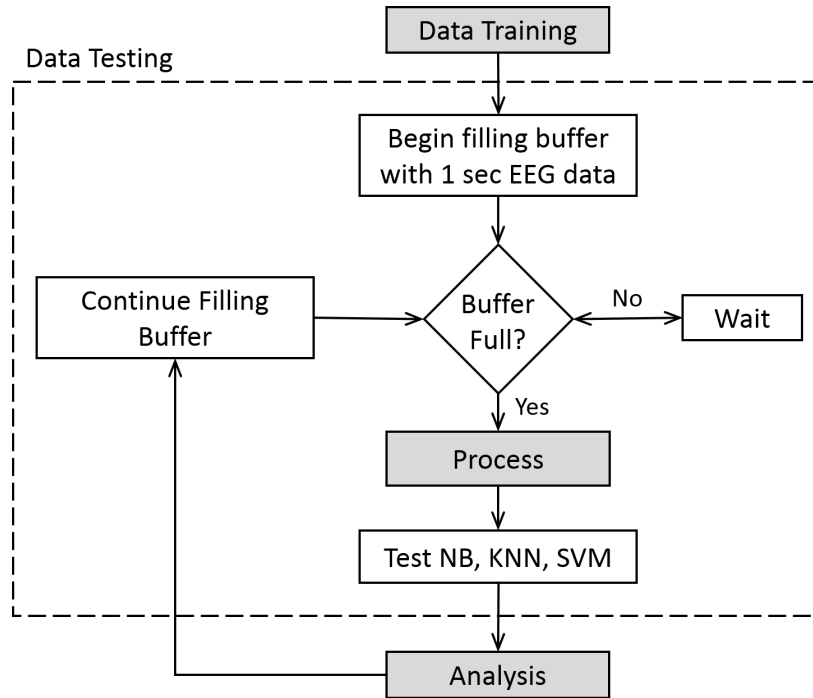 Data Training
Data Testing
Begin filling buffer
with 1 sec EEG data
Continue Filling
Buffer
Buffer
Full?
No
Wait
Yes
Process
Test NB, KNN, SVM
Analysis